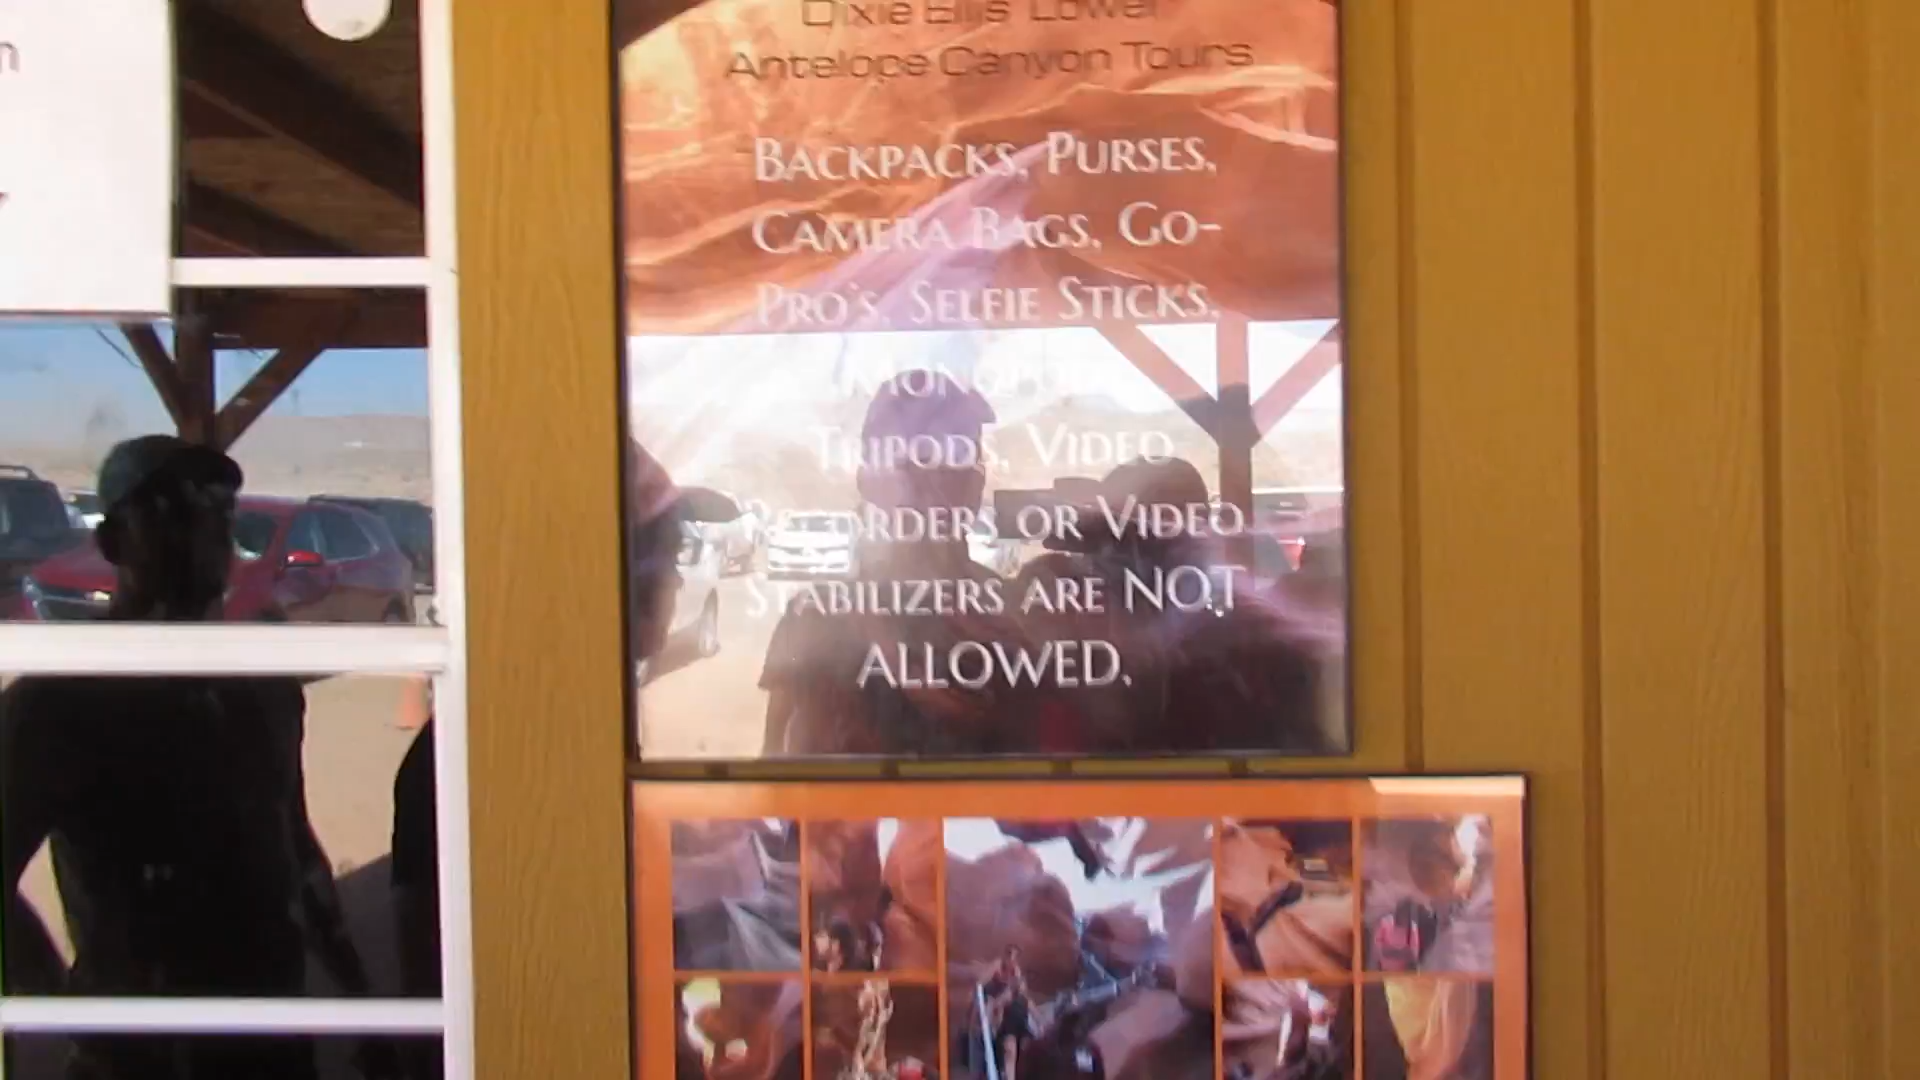 Dixie Ellis Lower
Antelope Canyon Tours
BACKPACKS, PURSES,
CAMERA BAGS, GO-
PRO'S, SELFIE STICKS,
MONOPODS,
TRIPODS, VIDEO
RECORDERS OR VIDEO
STABILIZERS ARE NOT
ALLOWED.